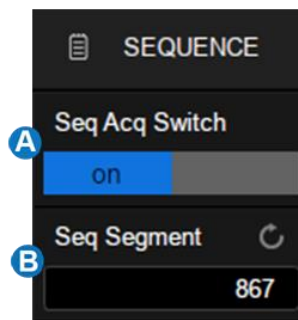 SEQUENCE
A
Seq Acq Switch
on
B
Seq Segment
867